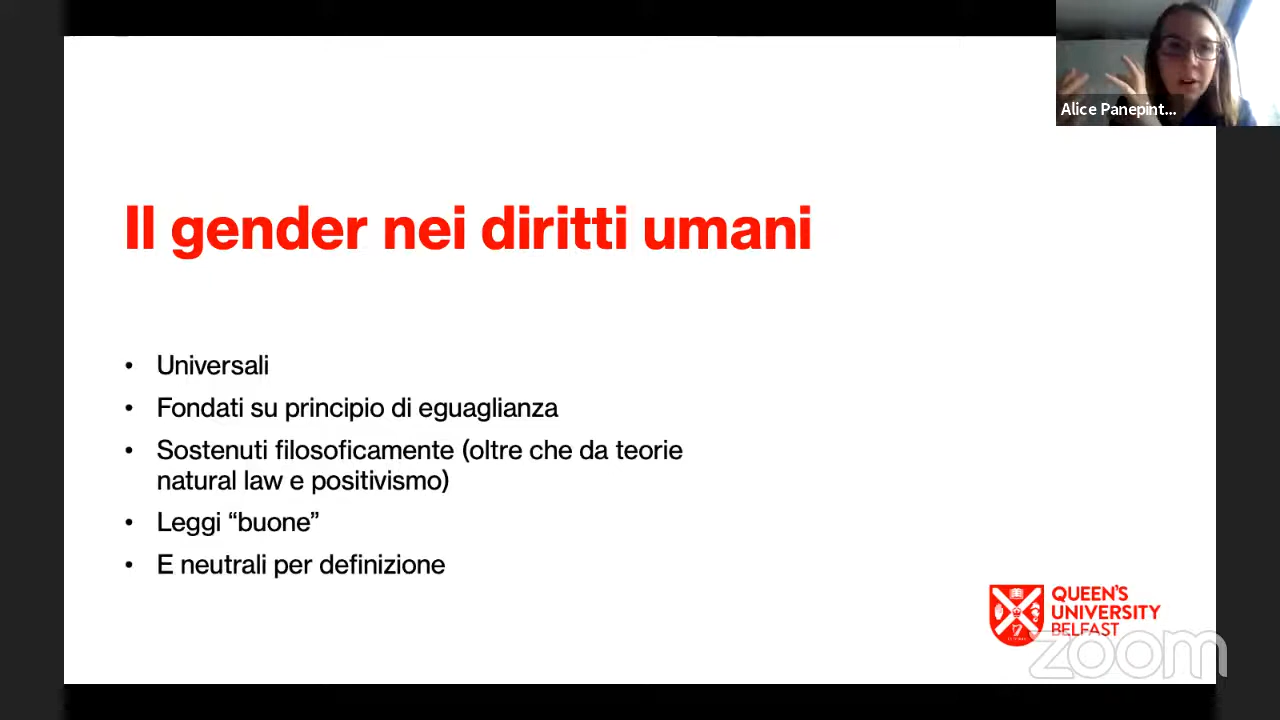 Alice Panepint...
Il gender nei diritti umani
• Universali
• Fondati su principio di eguaglianza
• Sostenuti filosoficamente (oltre che da teorie
natural law e positivismo)
• Leggi “buone”
• E neutrali per definizione
QUEEN'S
UNIVERSITY
BELFAST
zoom